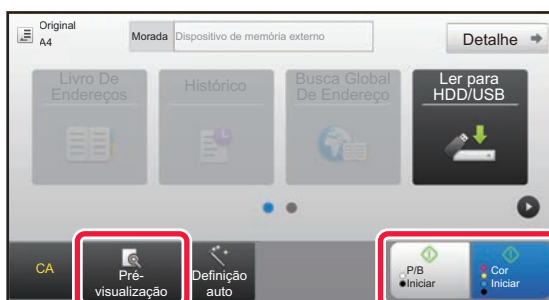 Original
A4
Morada
Dispositivo de memória externo
Detalhe
Livro De
Endereços
Histórico
Busca Global
De Endereço
Ler para
HDD/USB
CA
Pré-
visualização
Definição
auto
P/B
Iniciar
Cor
Iniciar